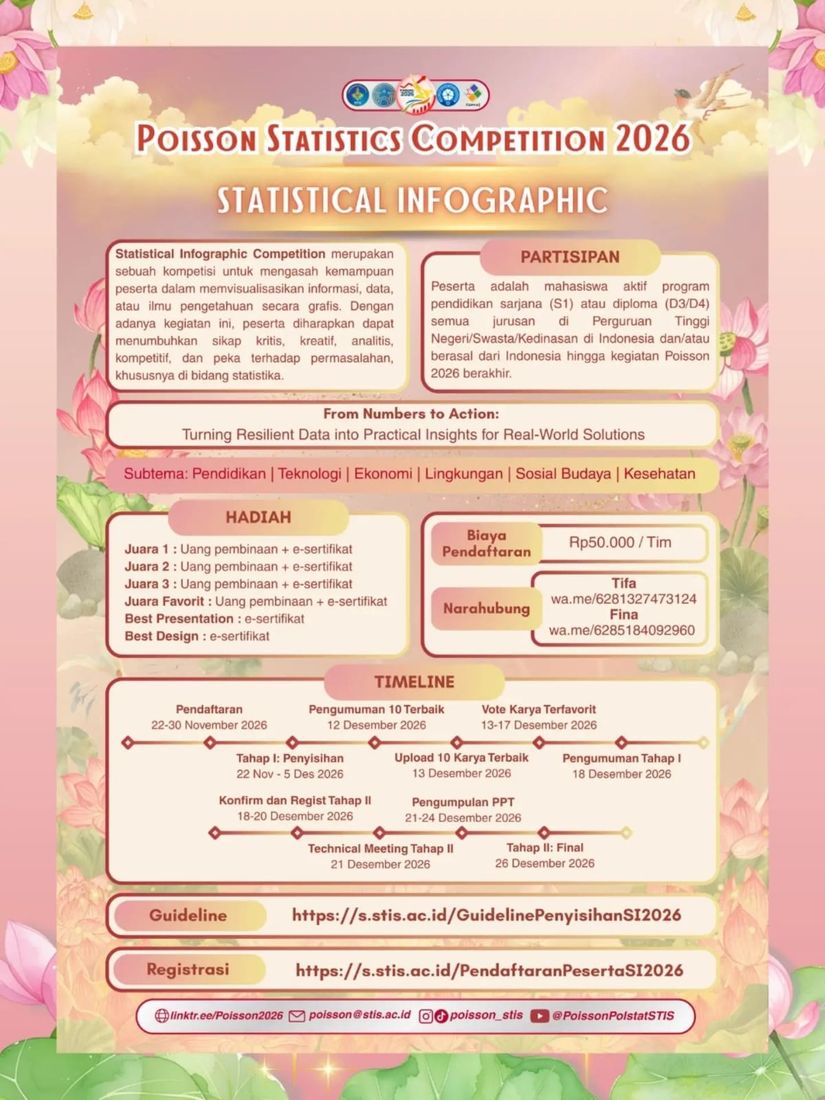 POISSON STATISTICS COMPETITION 2026
STATISTICAL INFOGRAPHIC
Statistical Infographic Competition merupakan
sebuah kompetisi untuk mengasah kemampuan
peserta dalam memvisualisasikan informasi, data,
atau ilmu pengetahuan secara grafis. Dengan
adanya kegiatan ini, peserta diharapkan dapat
menumbuhkan sikap kritis, kreatif, analitis,
kompetitif, dan peka terhadap permasalahan,
khususnya di bidang statistika.
PARTISIPAN
Peserta adalah mahasiswa aktif program
pendidikan sarjana (S1) atau diploma (D3/D4)
semua jurusan di Perguruan Tinggi
Negeri/Swasta/Kedinasan di Indonesia dan/atau
berasal dari Indonesia hingga kegiatan Poisson
2026 berakhir.
From Numbers to Action:
Turning Resilient Data into Practical Insights for Real-World Solutions
Subtema: Pendidikan | Teknologi | Ekonomi | Lingkungan | Sosial Budaya | Kesehatan
HADIAH
Juara 1 : Uang pembinaan + e-sertifikat
Juara 2 : Uang pembinaan + e-sertifikat
Juara 3 : Uang pembinaan + e-sertifikat
Juara Favorit : Uang pembinaan + e-sertifikat
Best Presentation : e-sertifikat
Best Design : e-sertifikat
Biaya
Pendaftaran
Rp50.000 / Tim
Narahubung
Tifa
wa.me/6281327473124
Fina
wa.me/6285184092960
TIMELINE
Pendaftaran
22-30 November 2026
Pengumuman 10 Terbaik
12 Desember 2026
Vote Karya Terfavorit
13-17 Desember 2026
Tahap I: Penyisihan
22 Nov - 5 Des 2026
Upload 10 Karya Terbaik
13 Desember 2026
Pengumuman Tahap I
18 Desember 2026
Konfirm dan Regist Tahap II
18-20 Desember 2026
Pengumpulan PPT
21-24 Desember 2026
Technical Meeting Tahap II
21 Desember 2026
Tahap II: Final
26 Desember 2026
Guideline
https://s.stis.ac.id/GuidelinePenyisihanSI2026
Registrasi
https://s.stis.ac.id/PendaftaranPesertaSI2026
linktr.ee/Poisson2026 poisson@stis.ac.id poisson_stis @PoissonPolstatSTIS